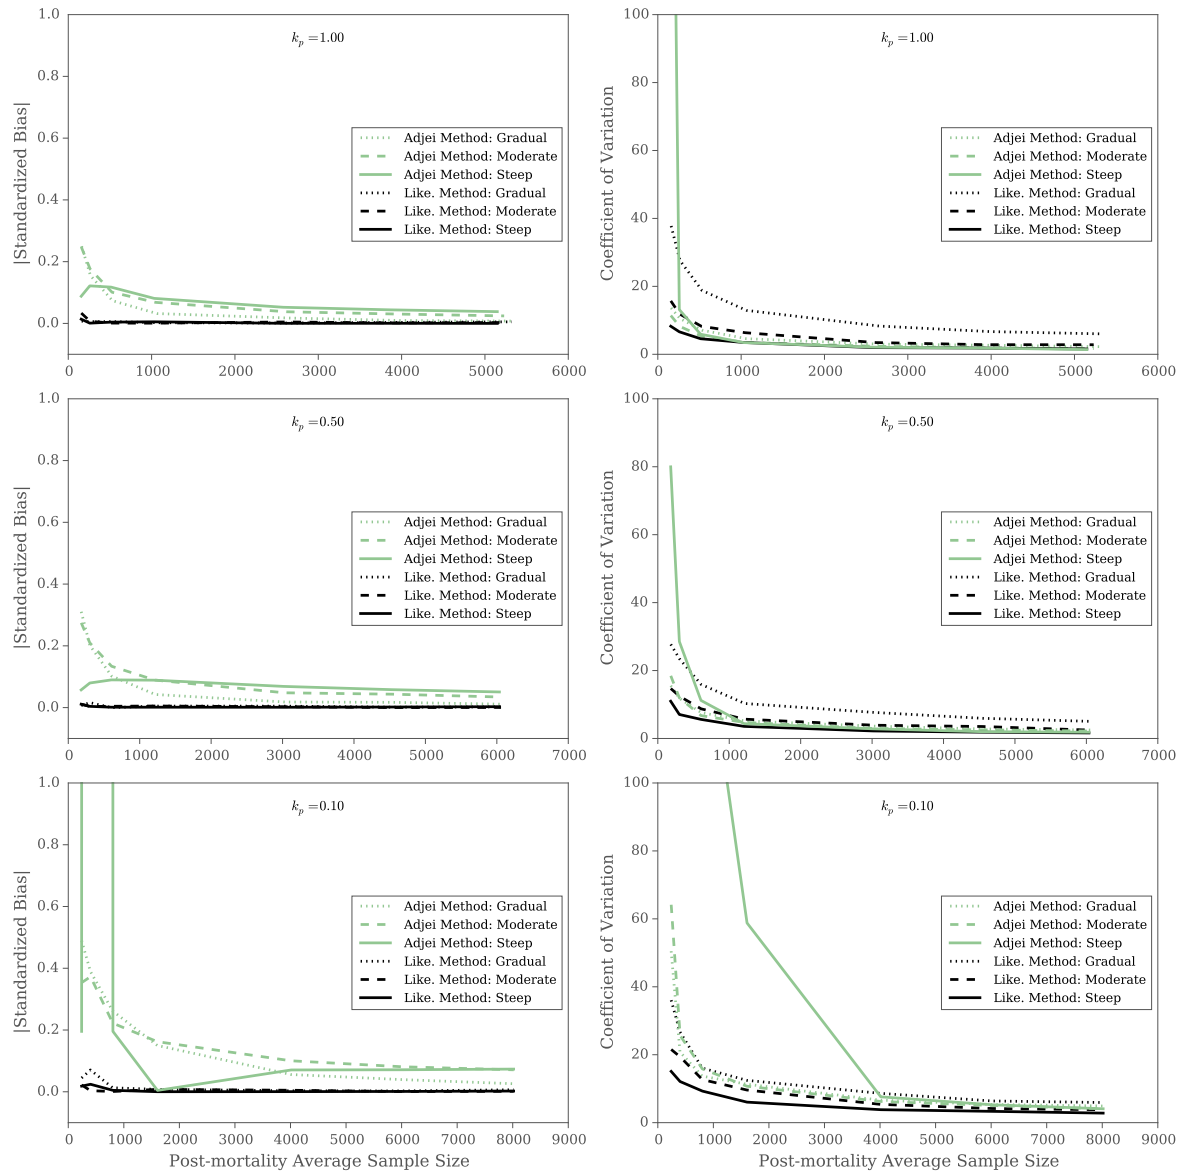 k_p = 1.00
|Standardized Bias|
1.0
0.8
0.6
0.4
0.2
0.0
Adjei Method: Gradual
Adjei Method: Moderate
Adjei Method: Steep
Like. Method: Gradual
Like. Method: Moderate
Like. Method: Steep
0 1000 2000 3000 4000 5000 6000
k_p = 1.00
Coefficient of Variation
100
80
60
40
20
0
Adjei Method: Gradual
Adjei Method: Moderate
Adjei Method: Steep
Like. Method: Gradual
Like. Method: Moderate
Like. Method: Steep
0 1000 2000 3000 4000 5000 6000
k_p = 0.50
|Standardized Bias|
1.0
0.8
0.6
0.4
0.2
0.0
Adjei Method: Gradual
Adjei Method: Moderate
Adjei Method: Steep
Like. Method: Gradual
Like. Method: Moderate
Like. Method: Steep
0 1000 2000 3000 4000 5000 6000 7000
k_p = 0.50
Coefficient of Variation
100
80
60
40
20
0
Adjei Method: Gradual
Adjei Method: Moderate
Adjei Method: Steep
Like. Method: Gradual
Like. Method: Moderate
Like. Method: Steep
0 1000 2000 3000 4000 5000 6000 7000
k_p = 0.10
|Standardized Bias|
1.0
0.8
0.6
0.4
0.2
0.0
Adjei Method: Gradual
Adjei Method: Moderate
Adjei Method: Steep
Like. Method: Gradual
Like. Method: Moderate
Like. Method: Steep
0 1000 2000 3000 4000 5000 6000 7000 8000 9000
Post-mortality Average Sample Size
k_p = 0.10
Coefficient of Variation
100
80
60
40
20
0
Adjei Method: Gradual
Adjei Method: Moderate
Adjei Method: Steep
Like. Method: Gradual
Like. Method: Moderate
Like. Method: Steep
0 1000 2000 3000 4000 5000 6000 7000 8000 9000
Post-mortality Average Sample Size